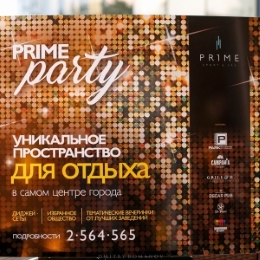 PRIME
party
PRIME
УНИКАЛЬНОЕ
ПРОСТРАНСТВО
ДЛЯ ОТДЫХА
в самом центре города
ДИДЖЕЙ-
СЕТЫ
ИЗБРАННОЕ
ОБЩЕСТВО
ТЕМАТИЧЕСКИЕ ВЕЧЕРИНКИ
ОТ ЛУЧШИХ ЗАВЕДЕНИЙ
ПОДРОБНОСТИ 2•564•565